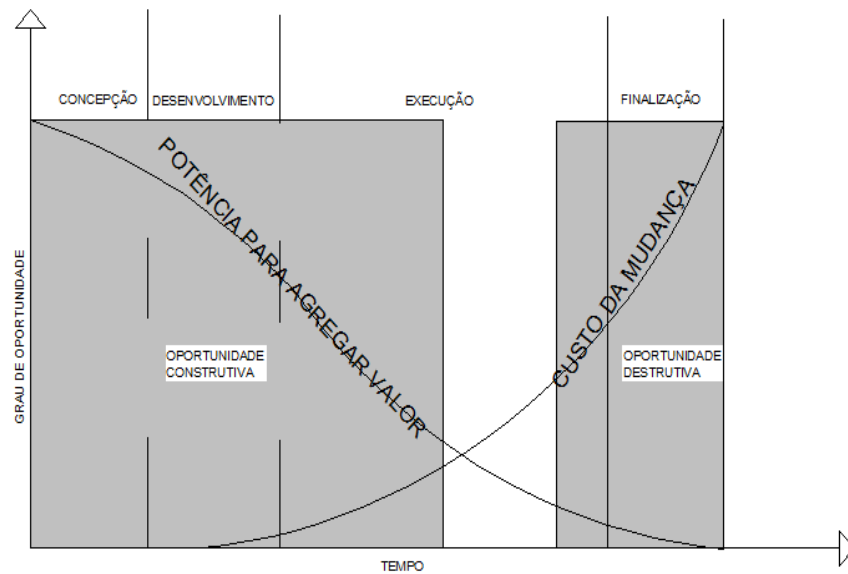 CONCEPÇÃO
DESENVOLVIMENTO
EXECUÇÃO
FINALIZAÇÃO
POTÊNCIA PARA AGREGAR VALOR
CUSTO DA MUDANÇA
GRAU DE OPORTUNIDADE
OPORTUNIDADE
CONSTRUTIVA
OPORTUNIDADE
DESTRUTIVA
TEMPO